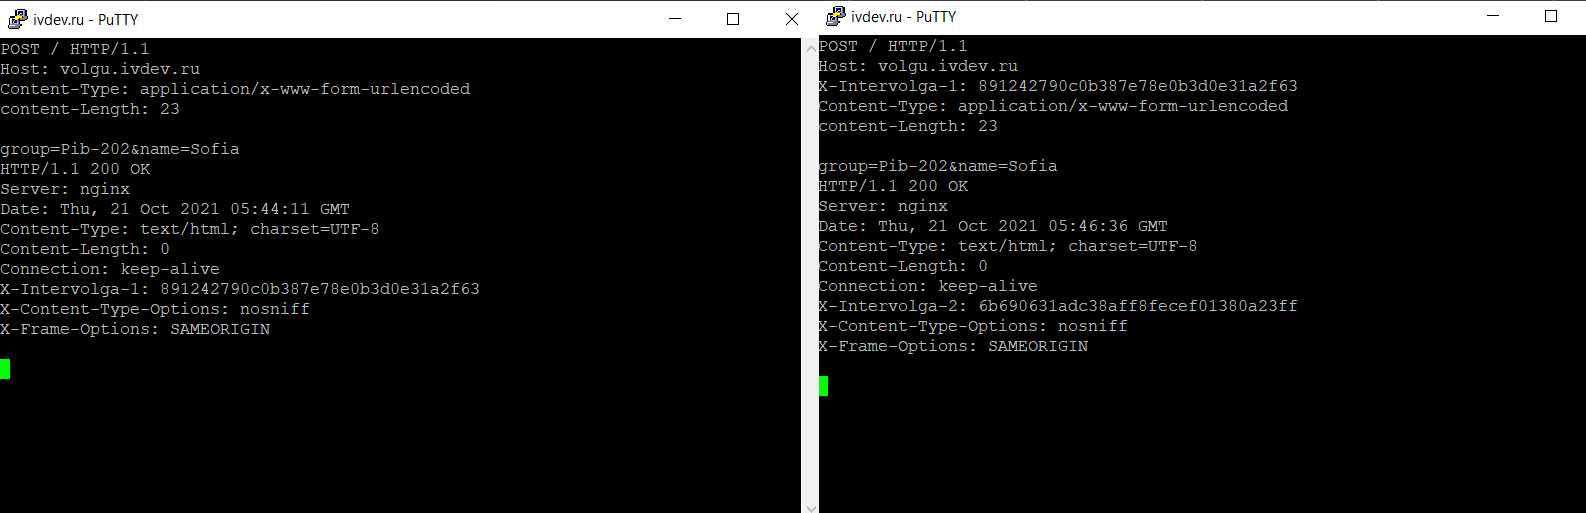 ivdev.ru - PuTTY
POST / HTTP/1.1
Host: volgu.ivdev.ru
Content-Type: application/x-www-form-urlencoded
content-Length: 23
group=Pib-202&name=Sofia
HTTP/1.1 200 OK
Server: nginx
Date: Thu, 21 Oct 2021 05:44:11 GMT
Content-Type: text/html; charset=UTF-8
Content-Length: 0
Connection: keep-alive
X-Intervolga-1: 891242790c0b387e78e0b3d0e31a2f63
X-Content-Type-Options: nosniff
X-Frame-Options: SAMEORIGIN
ivdev.ru - PuTTY
POST / HTTP/1.1
Host: volgu.ivdev.ru
X-Intervolga-1: 891242790c0b387e78e0b3d0e31a2f63
Content-Type: application/x-www-form-urlencoded
content-Length: 23
group=Pib-202&name=Sofia
HTTP/1.1 200 OK
Server: nginx
Date: Thu, 21 Oct 2021 05:46:36 GMT
Content-Type: text/html; charset=UTF-8
Content-Length: 0
Connection: keep-alive
X-Intervolga-2: 6b690631adc38aff8fecef01380a23ff
X-Content-Type-Options: nosniff
X-Frame-Options: SAMEORIGIN